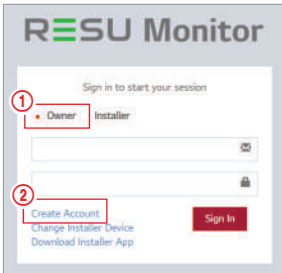 RESU Monitor
Sign in to start your session
1
Owner Installer
2
Create Account
Sign In
Change Installer Device
Download Installer App